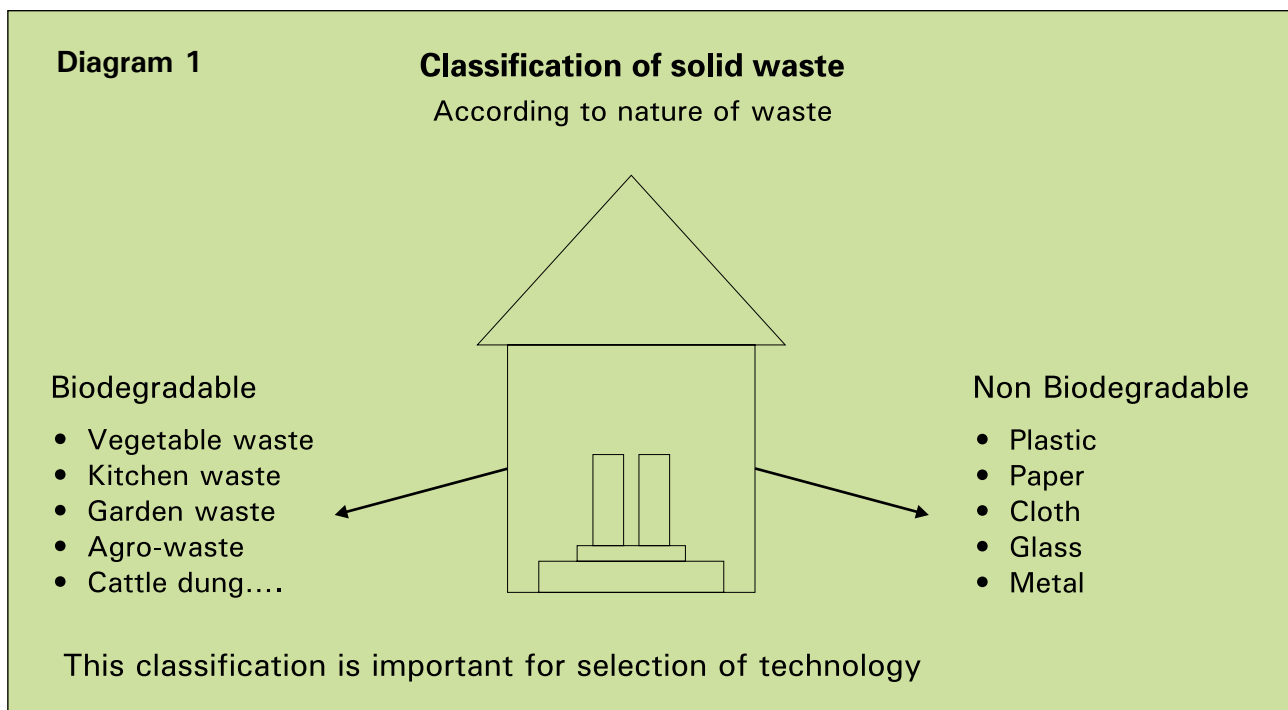 Diagram 1
Classification of solid waste
According to nature of waste
Biodegradable
• Vegetable waste
• Kitchen waste
• Garden waste
• Agro-waste
• Cattle dung....
Non Biodegradable
• Plastic
• Paper
• Cloth
• Glass
• Metal
This classification is important for selection of technology